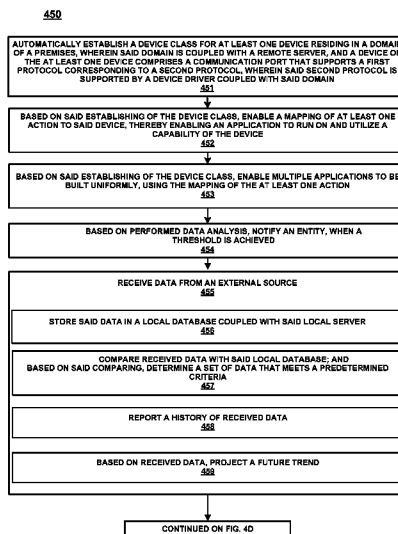 450
AUTOMATICALLY ESTABLISH A DEVICE CLASS FOR AT LEAST ONE DEVICE RESIDING IN A DOMAIN
OF A PREMISES, WHEREIN SAID DOMAIN IS COUPLED WITH A REMOTE SERVER, AND A DEVICE OF
THE AT LEAST ONE DEVICE COMPRISES A COMMUNICATION PORT THAT SUPPORTS A FIRST
PROTOCOL CORRESPONDING TO A SECOND PROTOCOL, WHEREIN SAID SECOND PROTOCOL IS
SUPPORTED BY A DEVICE DRIVER COUPLED WITH SAID DOMAIN
451
BASED ON SAID ESTABLISHING OF THE DEVICE CLASS, ENABLE A MAPPING OF AT LEAST ONE
ACTION TO SAID DEVICE, THEREBY ENABLING AN APPLICATION TO RUN ON AND UTILIZE A
CAPABILITY OF THE DEVICE
452
BASED ON SAID ESTABLISHING OF THE DEVICE CLASS, ENABLE MULTIPLE APPLICATIONS TO BE
BUILT UNIFORMLY, USING THE MAPPING OF THE AT LEAST ONE ACTION
453
BASED ON PERFORMED DATA ANALYSIS, NOTIFY AN ENTITY, WHEN A
THRESHOLD IS ACHIEVED
454
RECEIVE DATA FROM AN EXTERNAL SOURCE
455
STORE SAID DATA IN A LOCAL DATABASE COUPLED WITH SAID LOCAL SERVER
456
COMPARE RECEIVED DATA WITH SAID LOCAL DATABASE; AND
BASED ON SAID COMPARING, DETERMINE A SET OF DATA THAT MEETS A PREDETERMINED
CRITERIA
457
REPORT A HISTORY OF RECEIVED DATA
458
BASED ON RECEIVED DATA, PROJECT A FUTURE TREND
459
CONTINUED ON FIG. 4D